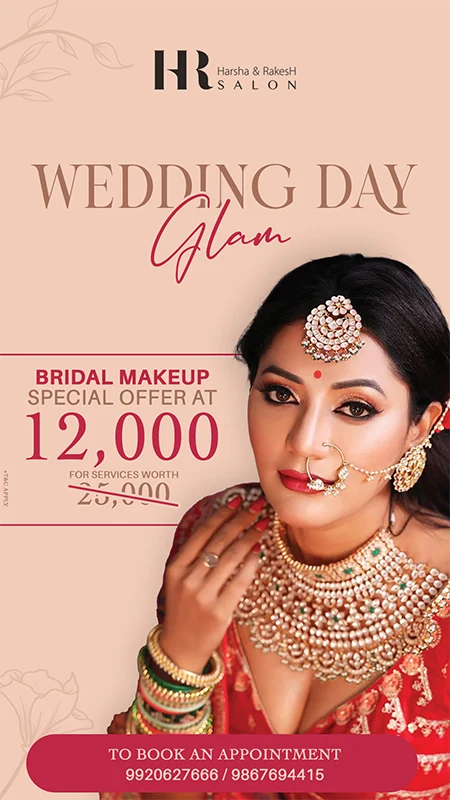 HR Harsha & RakesH
SALON
WEDDING DAY
Glam
BRIDAL MAKEUP
SPECIAL OFFER AT
12,000
FOR SERVICES WORTH
25,000
*T&C APPLY
TO BOOK AN APPOINTMENT
9920627666 / 9867694415